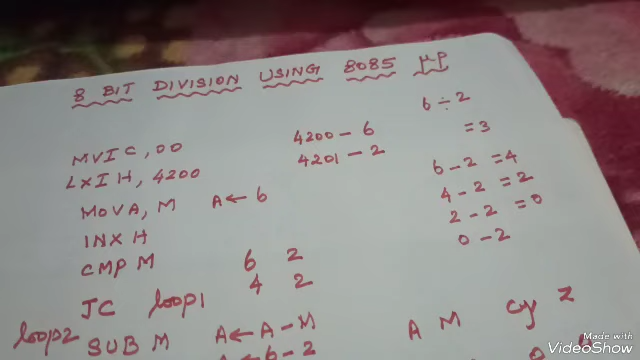 8 BIT DIVISION USING 8085 μP
6 ÷ 2
= 3
MVI C, 00
4200 - 6
LXI H, 4200
4201 - 2
6 - 2 = 4
MOV A, M A ← 6
4 - 2 = 2
INX H
2 - 2 = 0
CMP M 6 2
0 - 2
4 2
JC loop1
loop2 SUB M A ← A - M
A M Cy Z
A ← 6 - 2
Made with
VideoShow